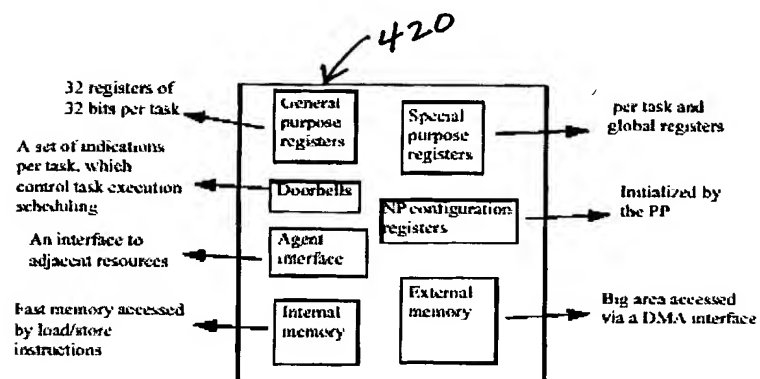 420
32 registers of
32 bits per task
General
purpose
registers
Special
purpose
registers
per task and
global registers
A set of indications
per task, which
control task execution
scheduling
Doorbells
NP configuration
registers
Initialized by
the PP
An interface to
adjacent resources
Agent
interface
Fast memory accessed
by load/store
instructions
Internal
memory
External
memory
Big area accessed
via a DMA interface